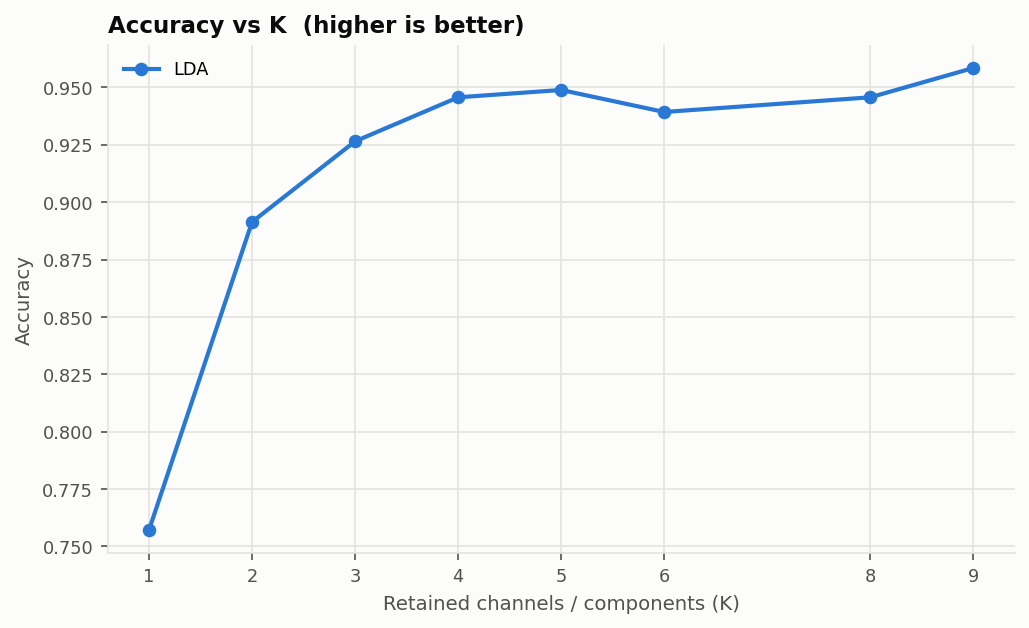 Accuracy vs K  (higher is better)
LDA
0.950
0.925
0.900
0.875
0.850
0.825
0.800
0.775
0.750
Accuracy
1 2 3 4 5 6 8 9
Retained channels / components (K)